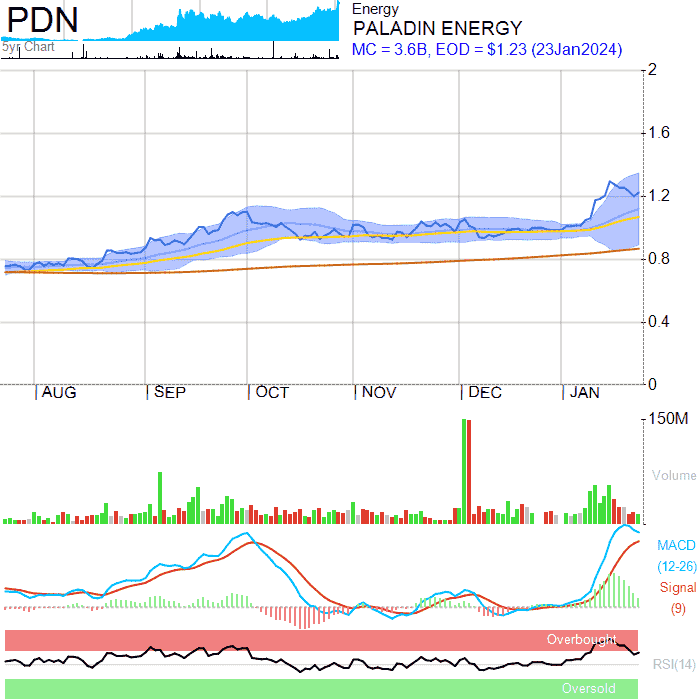 PDN
5yr Chart
Energy
PALADIN ENERGY
MC = 3.6B, EOD = $1.23 (23Jan2024)
2
1.6
1.2
0.8
0.4
0
AUG SEP OCT NOV DEC JAN
150M
Volume
MACD
(12-26)
Signal
(9)
Overbought
RSI(14)
Oversold